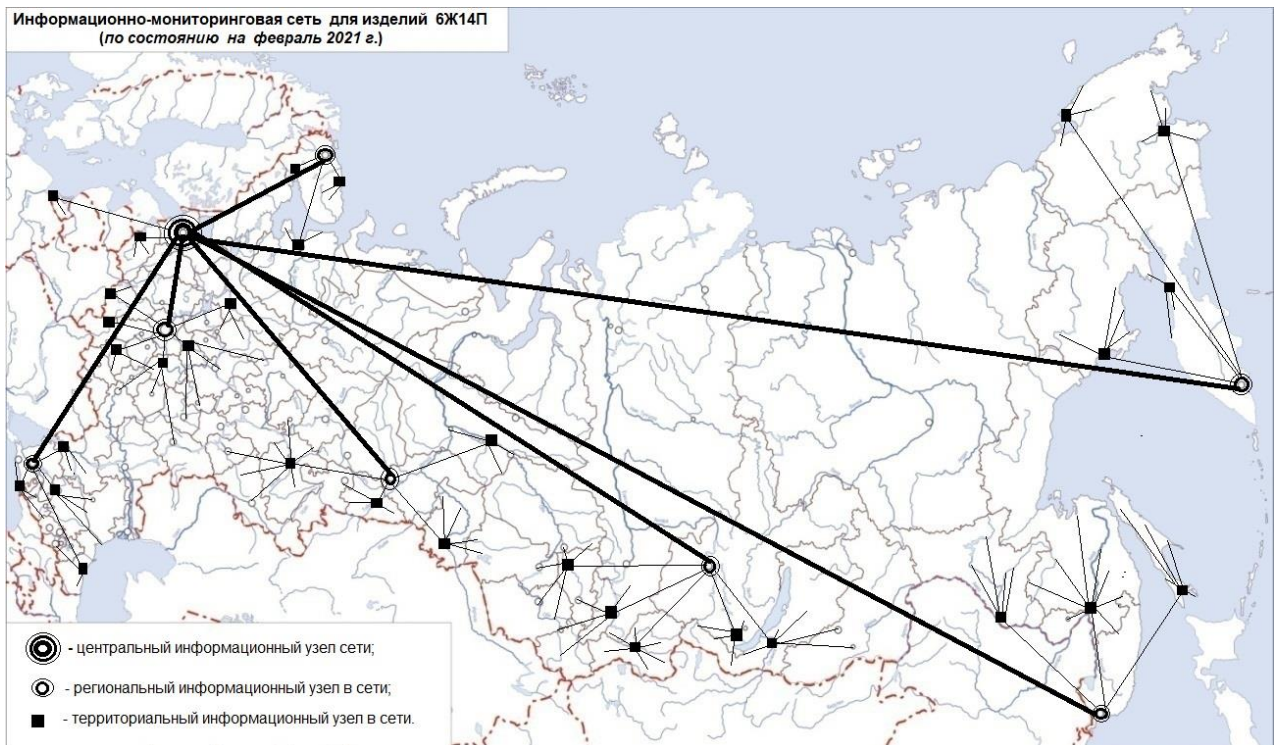 Информационно-мониторинговая сеть для изделий 6Ж14П
(по состоянию на февраль 2021 г.)
- центральный информационный узел сети;
- региональный информационный узел в сети;
- территориальный информационный узел в сети.